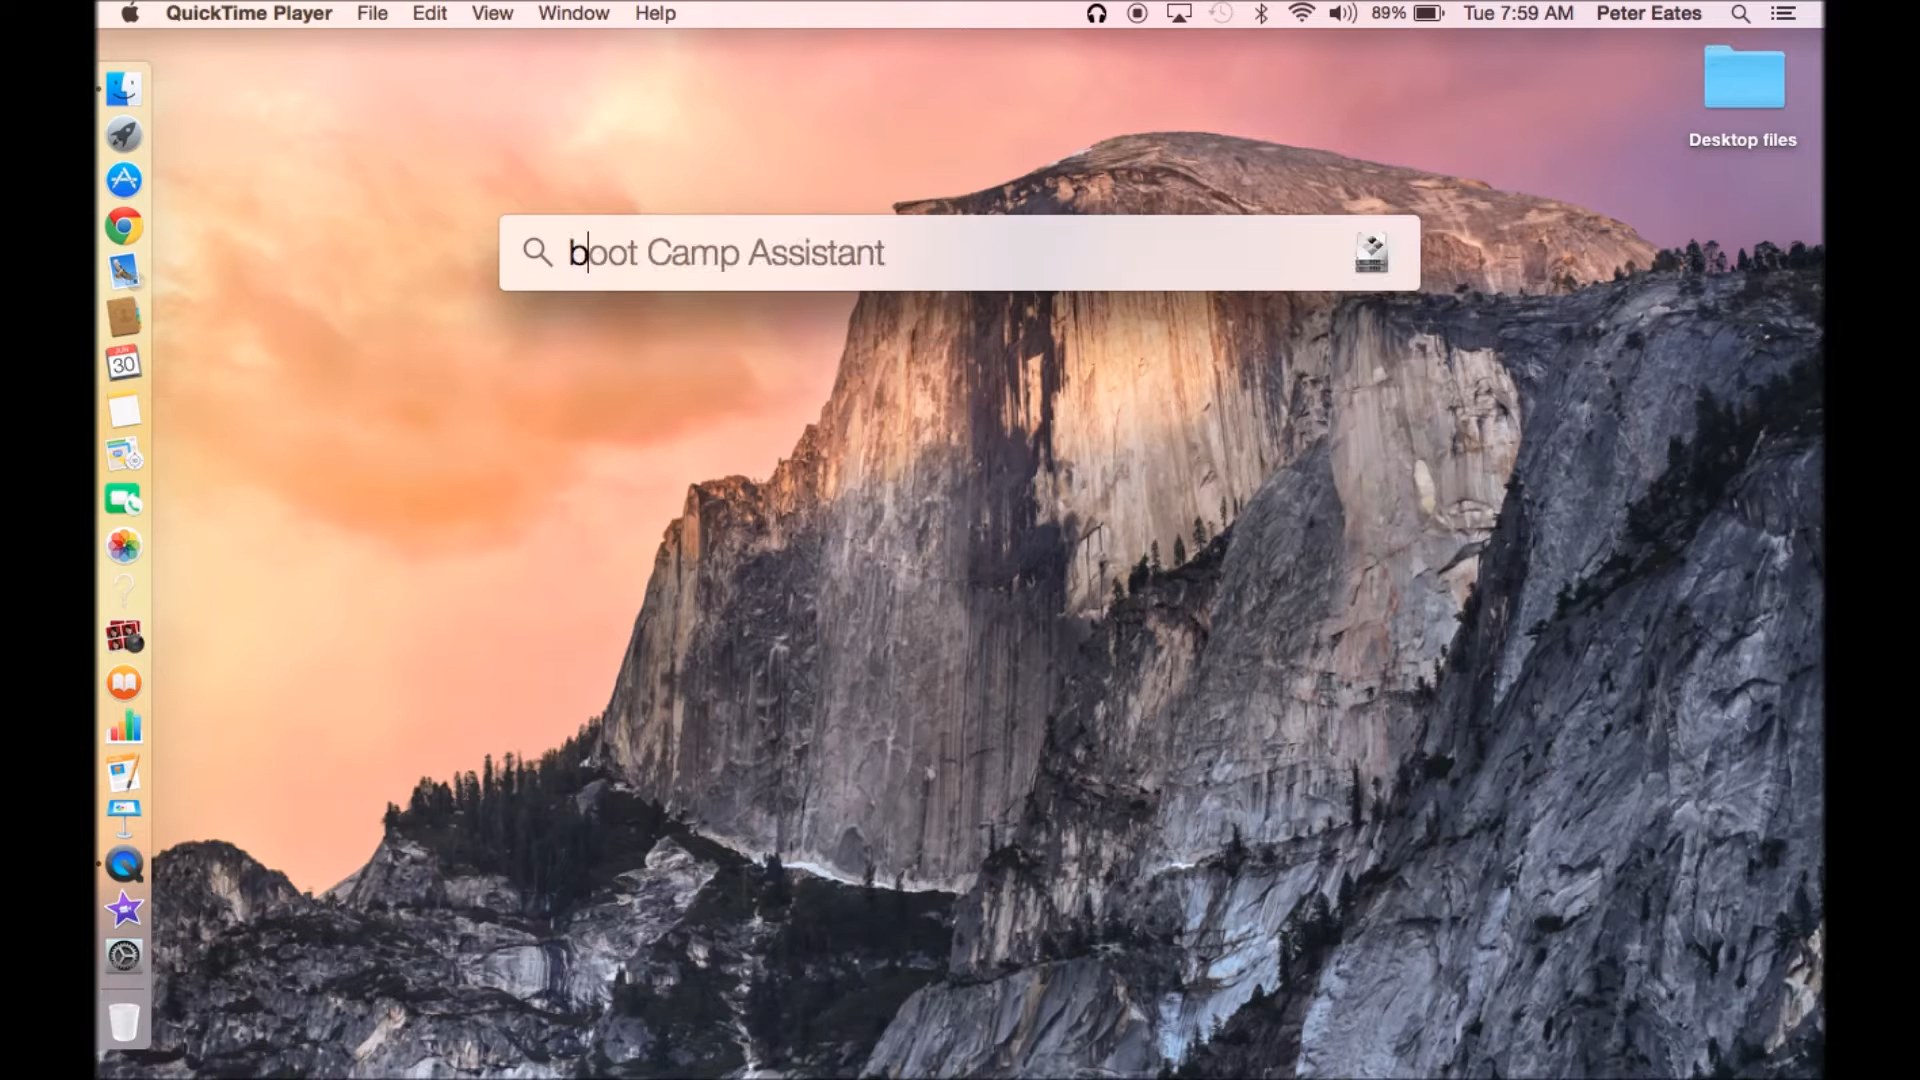 QuickTime Player File Edit View Window Help 89% Tue 7:59 AM Peter Eates
Desktop files
boot Camp Assistant
JUN
30
?